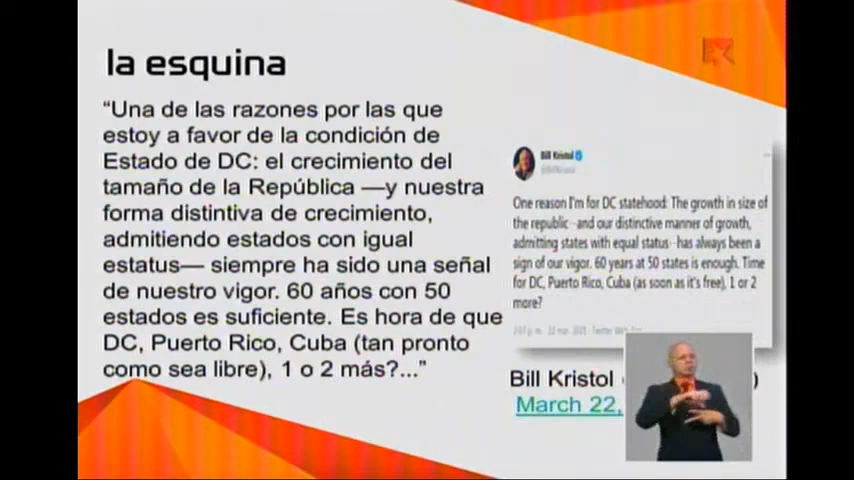 la esquina
“Una de las razones por las que
estoy a favor de la condición de
Estado de DC: el crecimiento del
tamaño de la República —y nuestra
forma distintiva de crecimiento,
admitiendo estados con igual
estatus— siempre ha sido una señal
de nuestro vigor. 60 años con 50
estados es suficiente. Es hora de que
DC, Puerto Rico, Cuba (tan pronto
como sea libre), 1 o 2 más?...”
Bill Kristol
@BillKristol
One reason I'm for DC statehood: The growth in size of
the republic--and our distinctive manner of growth,
admitting states with equal status--has always been a
sign of our vigor. 60 years at 50 states is enough. Time
for DC, Puerto Rico, Cuba (as soon as it's free), 1 or 2
more?
Bill Kristol ( )
March 22,